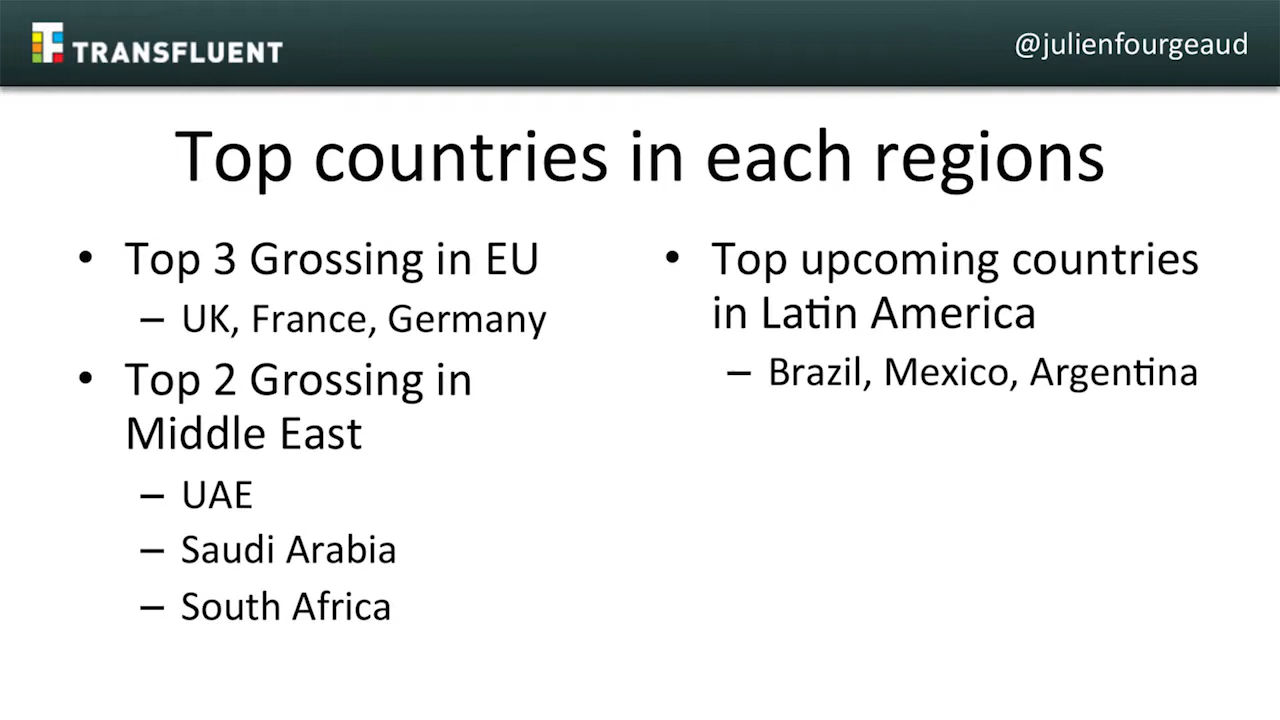 TRANSFLUENT
@julienfourgeaud
Top countries in each regions
• Top 3 Grossing in EU
– UK, France, Germany
• Top 2 Grossing in
Middle East
– UAE
– Saudi Arabia
– South Africa
• Top upcoming countries
in Latin America
– Brazil, Mexico, Argentina